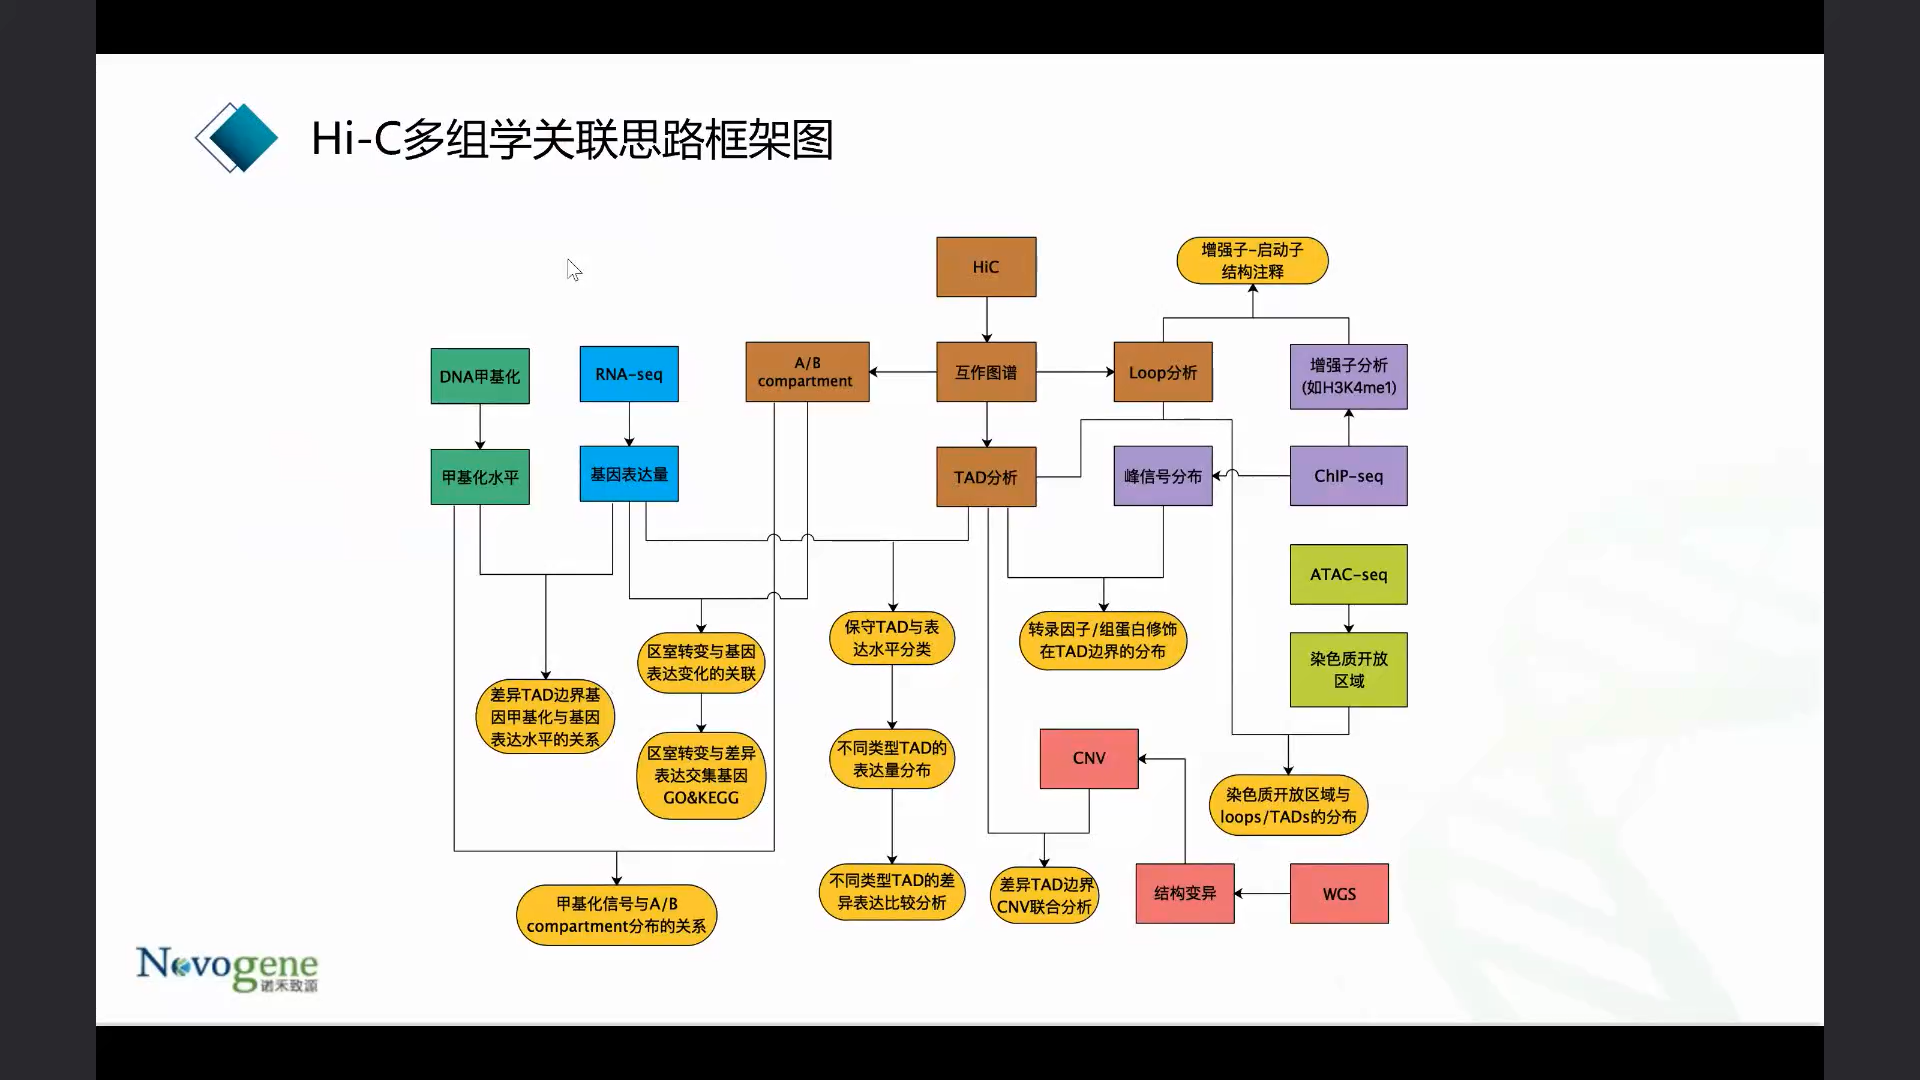 Hi-C多组学关联思路框架图
HiC
增强子-启动子
结构注释
DNA甲基化
RNA-seq
A/B
compartment
互作图谱
Loop分析
增强子分析
(如H3K4me1)
甲基化水平
基因表达量
TAD分析
峰信号分布
ChIP-seq
ATAC-seq
保守TAD与表
达水平分类
转录因子/组蛋白修饰
在TAD边界的分布
区室转变与基因
表达变化的关联
染色质开放
区域
差异TAD边界基
因甲基化与基因
表达水平的关系
区室转变与差异
表达交集基因
GO&KEGG
不同类型TAD的
表达量分布
CNV
染色质开放区域与
loops/TADs的分布
不同类型TAD的差
异表达比较分析
差异TAD边界
CNV联合分析
结构变异
WGS
甲基化信号与A/B
compartment分布的关系
Novogene
诺禾致源